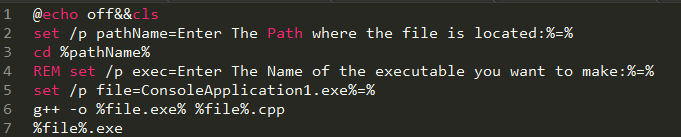 1 @echo off&&cls
2 set /p pathName=Enter The Path where the file is located:%=%
3 cd %pathName%
4 REM set /p exec=Enter The Name of the executable you want to make:%=%
5 set /p file=ConsoleApplication1.exe%=%
6 g++ -o %file.exe% %file%.cpp
7 %file%.exe